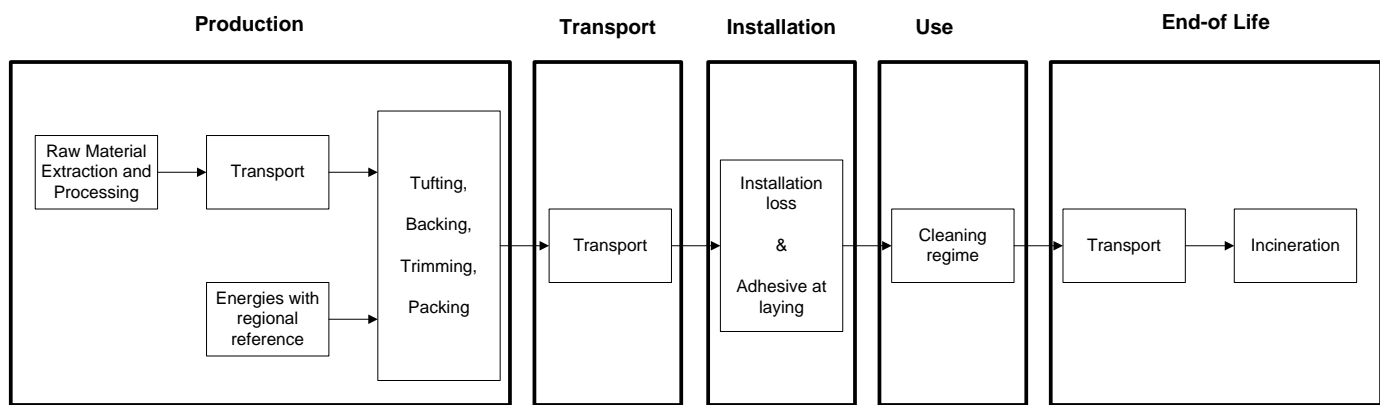 Production
Transport
Installation
Use
End-of Life
Raw Material
Extraction and
Processing
Transport
Energies with
regional
reference
Tufting,
Backing,
Trimming,
Packing
Transport
Installation
loss
&
Adhesive at
laying
Cleaning
regime
Transport
Incineration